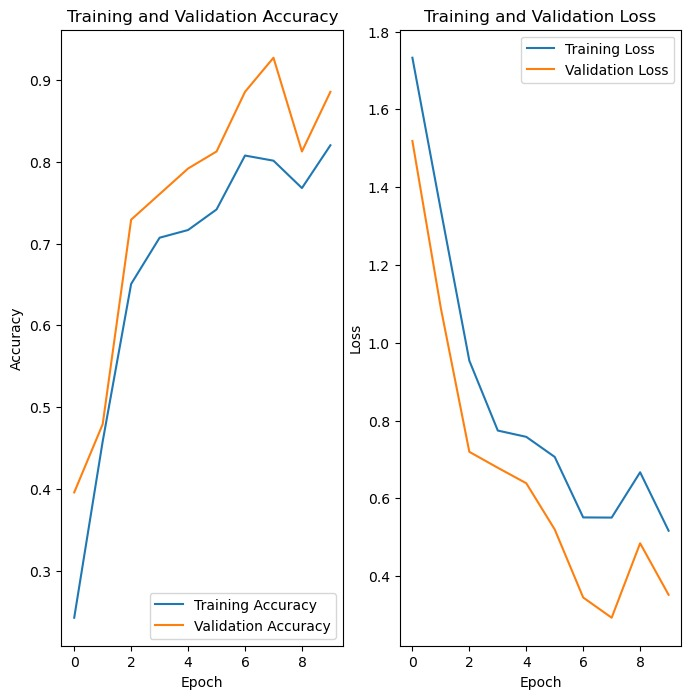 Training and Validation Accuracy
0.9
0.8
0.7
0.6
0.5
0.4
0.3
Accuracy
0
2
4
6
8
Epoch
Training Accuracy
Validation Accuracy
Training and Validation Loss
1.8
1.6
1.4
1.2
1.0
0.8
0.6
0.4
Loss
0
2
4
6
8
Epoch
Training Loss
Validation Loss